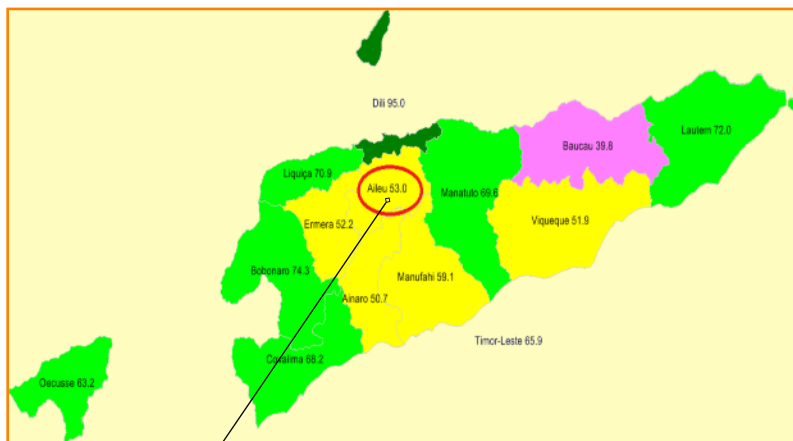 Dili 95.0
Lautem 72.0
Baucau 39.8
Liquiça 70.9
Aileu 53.0
Manatuto 69.6
Viqueque 51.9
Ermera 52.2
Bobonaro 74.3
Manufahi 59.1
Ainaro 50.7
Timor-Leste 65.9
Covalima 68.2
Oecusse 63.2